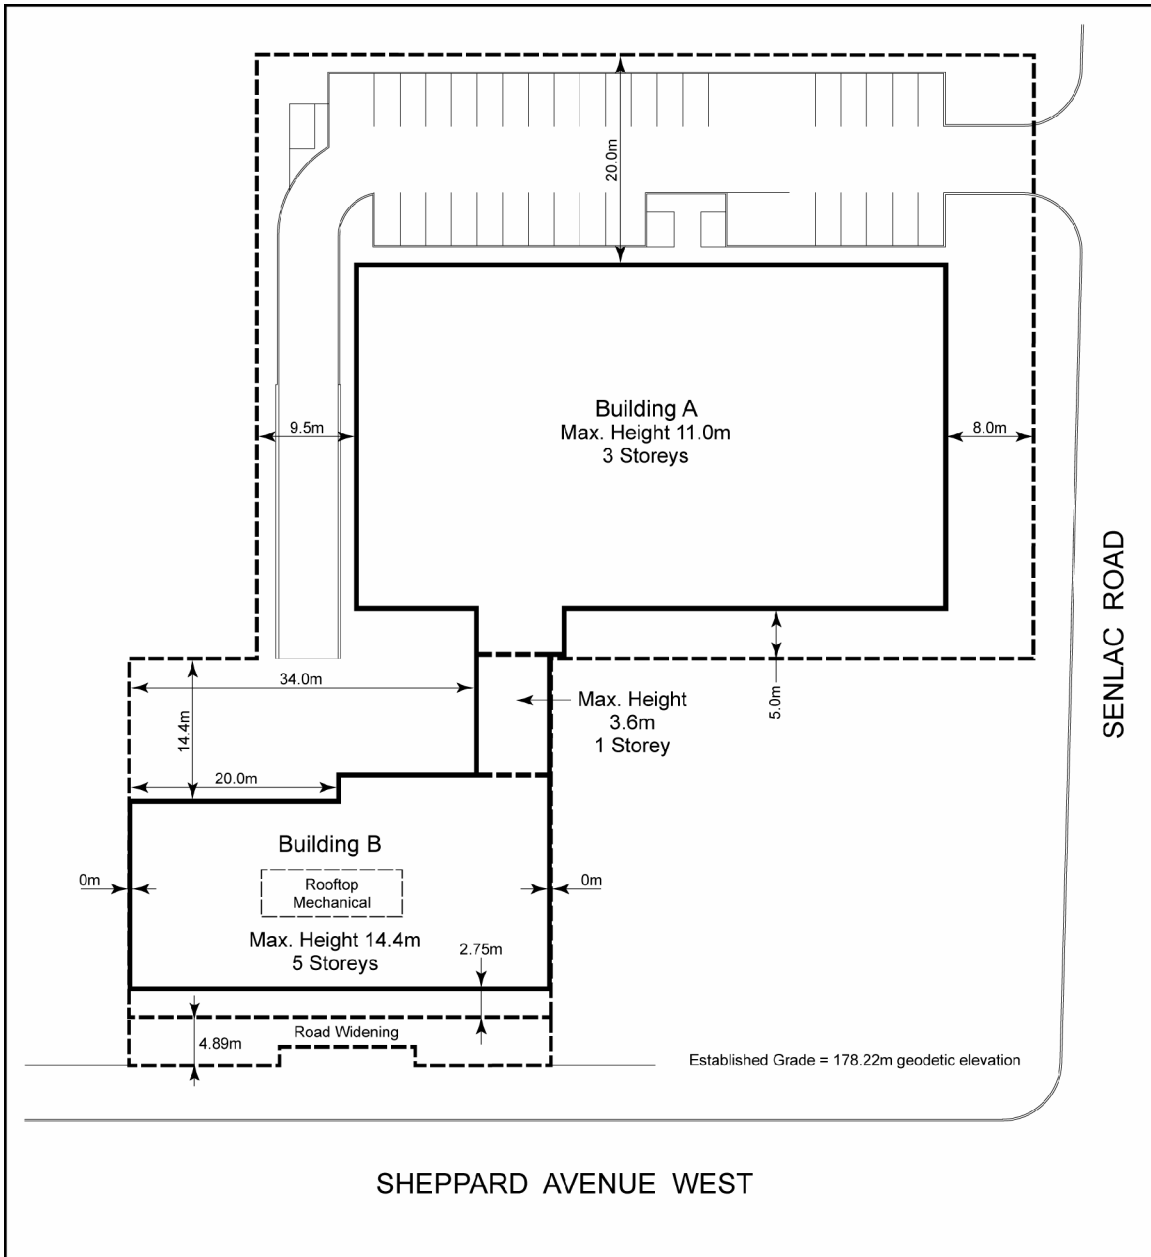 20.0m
Building A
Max. Height 11.0m
3 Storeys
9.5m
8.0m
SENLAC ROAD
34.0m
Max. Height
3.6m
1 Storey
5.0m
14.4m
20.0m
Building B
0m
0m
Rooftop
Mechanical
Max. Height 14.4m
5 Storeys
2.75m
Road Widening
4.89m
Established Grade = 178.22m geodetic elevation
SHEPPARD AVENUE WEST